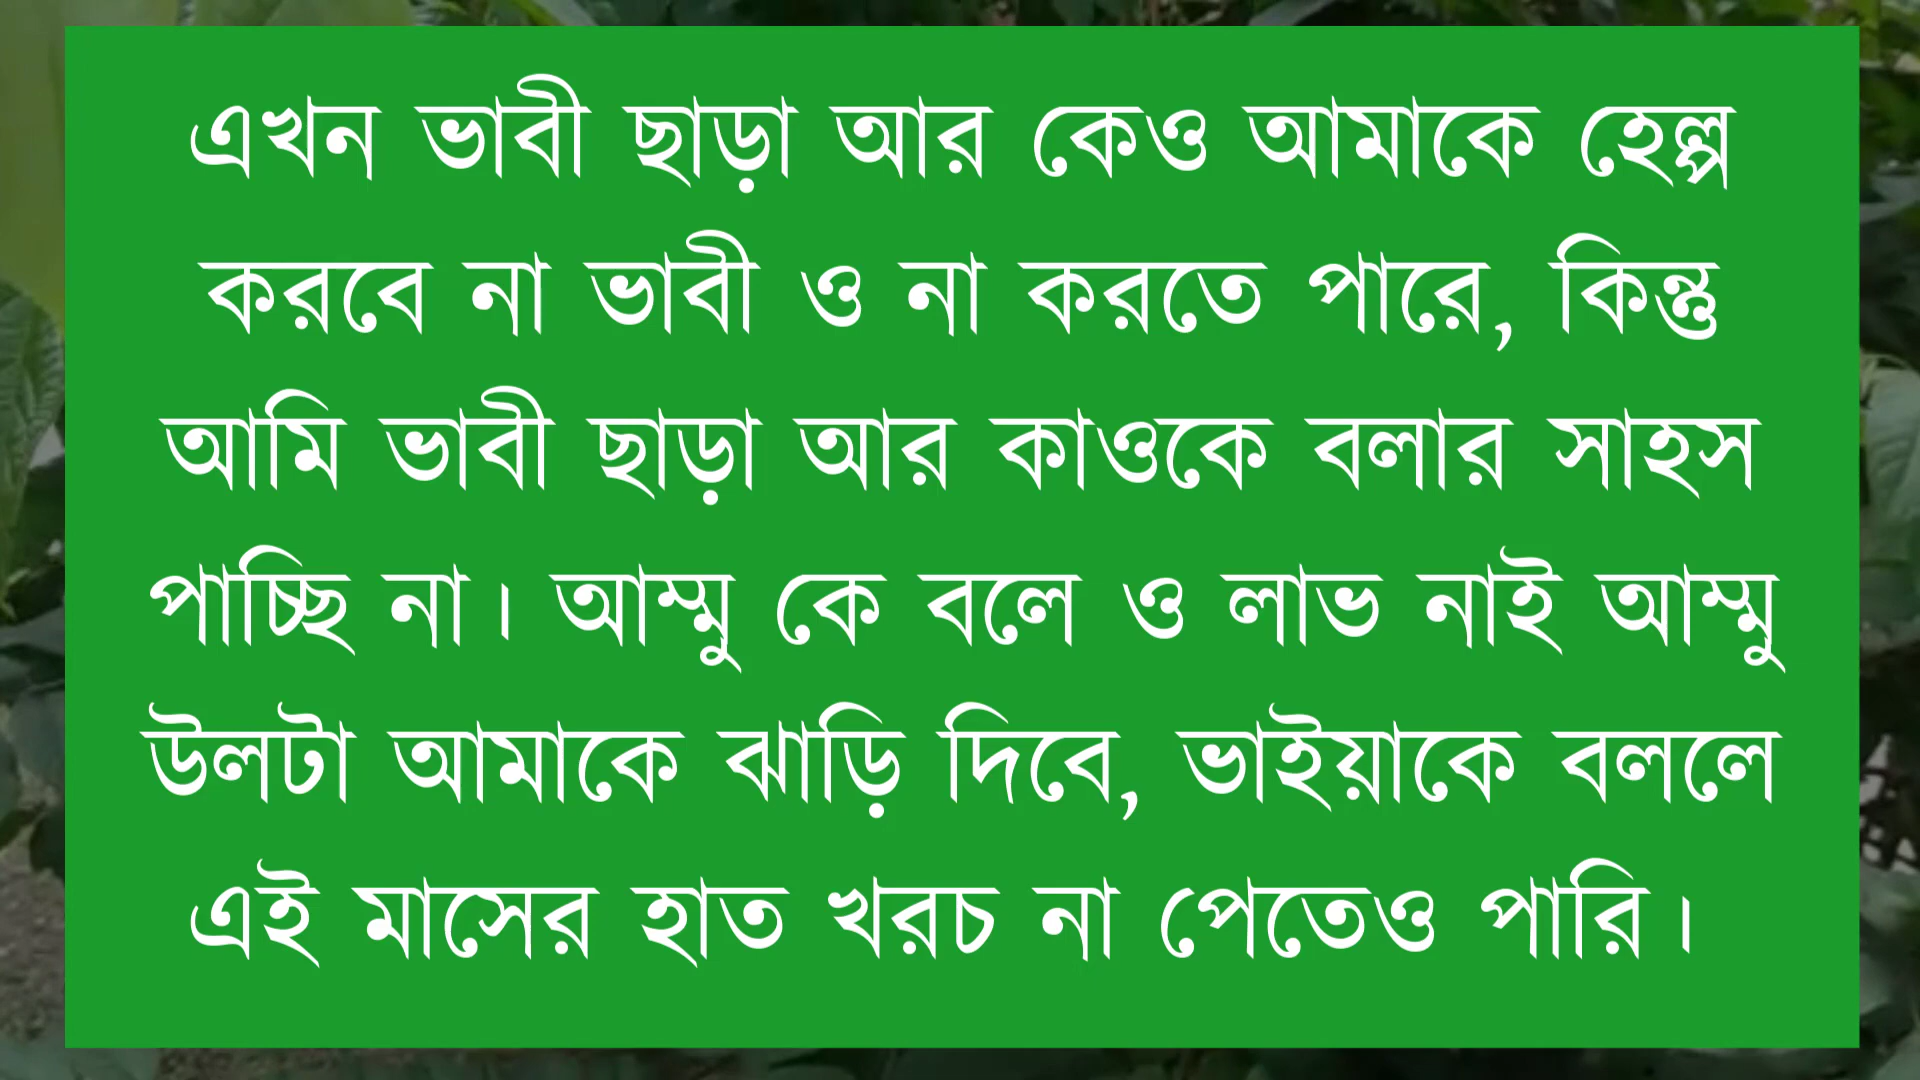 এখন ভাবী ছাড়া আর কেও আমাকে হেল্প
করবে না ভাবী ও না করতে পারে, কিন্তু
আমি ভাবী ছাড়া আর কাওকে বলার সাহস
পাচ্ছি না। আম্মু কে বলে ও লাভ নাই আম্মু
উলটা আমাকে ঝাড়ি দিবে, ভাইয়াকে বললে
এই মাসের হাত খরচ না পেতেও পারি।